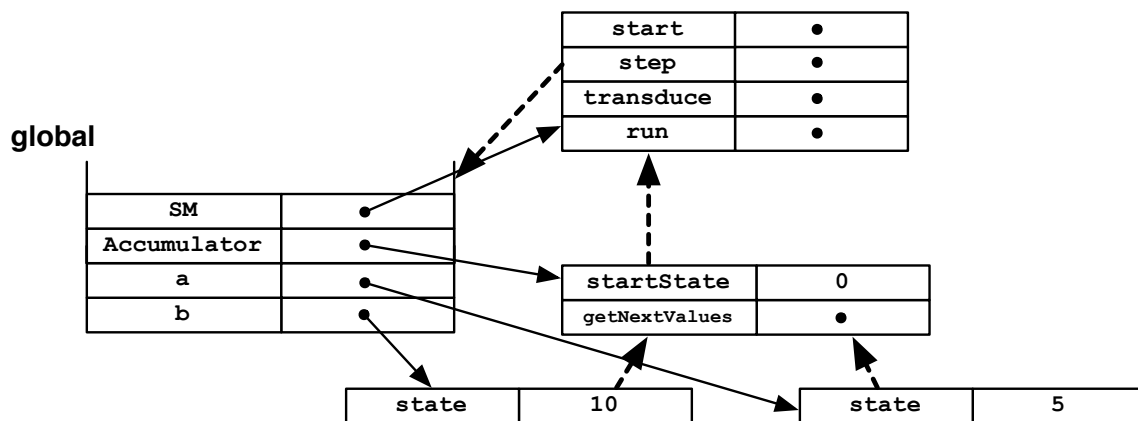 start
step
transduce
run
global
SM
Accumulator
a
b
startState 0
getNextValues
state 10
state 5